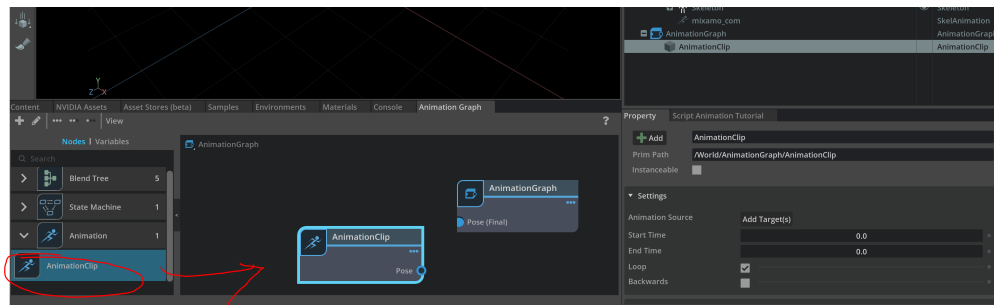 Skeleton
Skeleton
mixamo_com
SkelAnimation
AnimationGraph
AnimationGrap
AnimationClip
AnimationClip
Y
Z X
Content NVIDIA Assets Asset Stores (beta) Samples Environments Materials Console Animation Graph
View
?
Nodes | Variables
Search
Blend Tree 5
State Machine 1
Animation 1
AnimationClip
AnimationGraph
AnimationGraph
Pose (Final)
AnimationClip
Pose
Property Script Animation Tutorial
Add AnimationClip
Prim Path /World/AnimationGraph/AnimationClip
Instanceable
Settings
Animation Source Add Target(s)
Start Time 0.0
End Time 0.0
Loop
Backwards